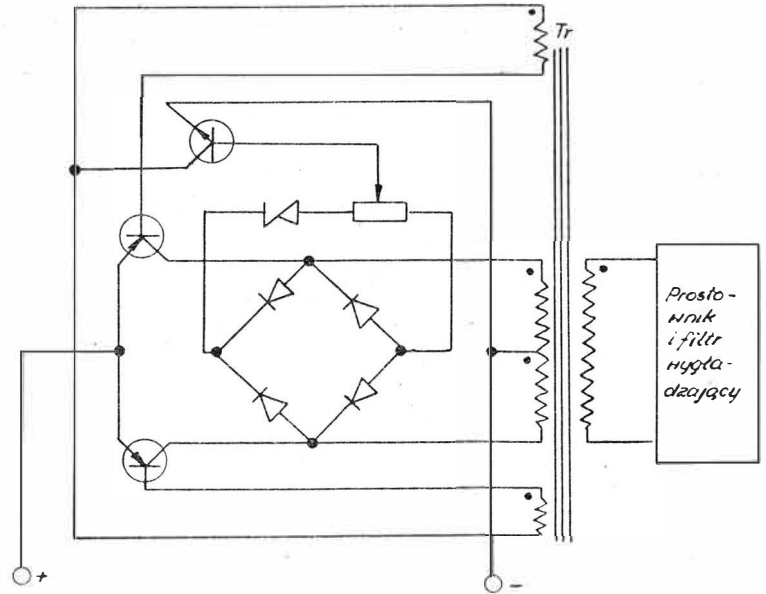 Tr
Prosto-
wnik
i filtr
wygła-
dzający
+
-